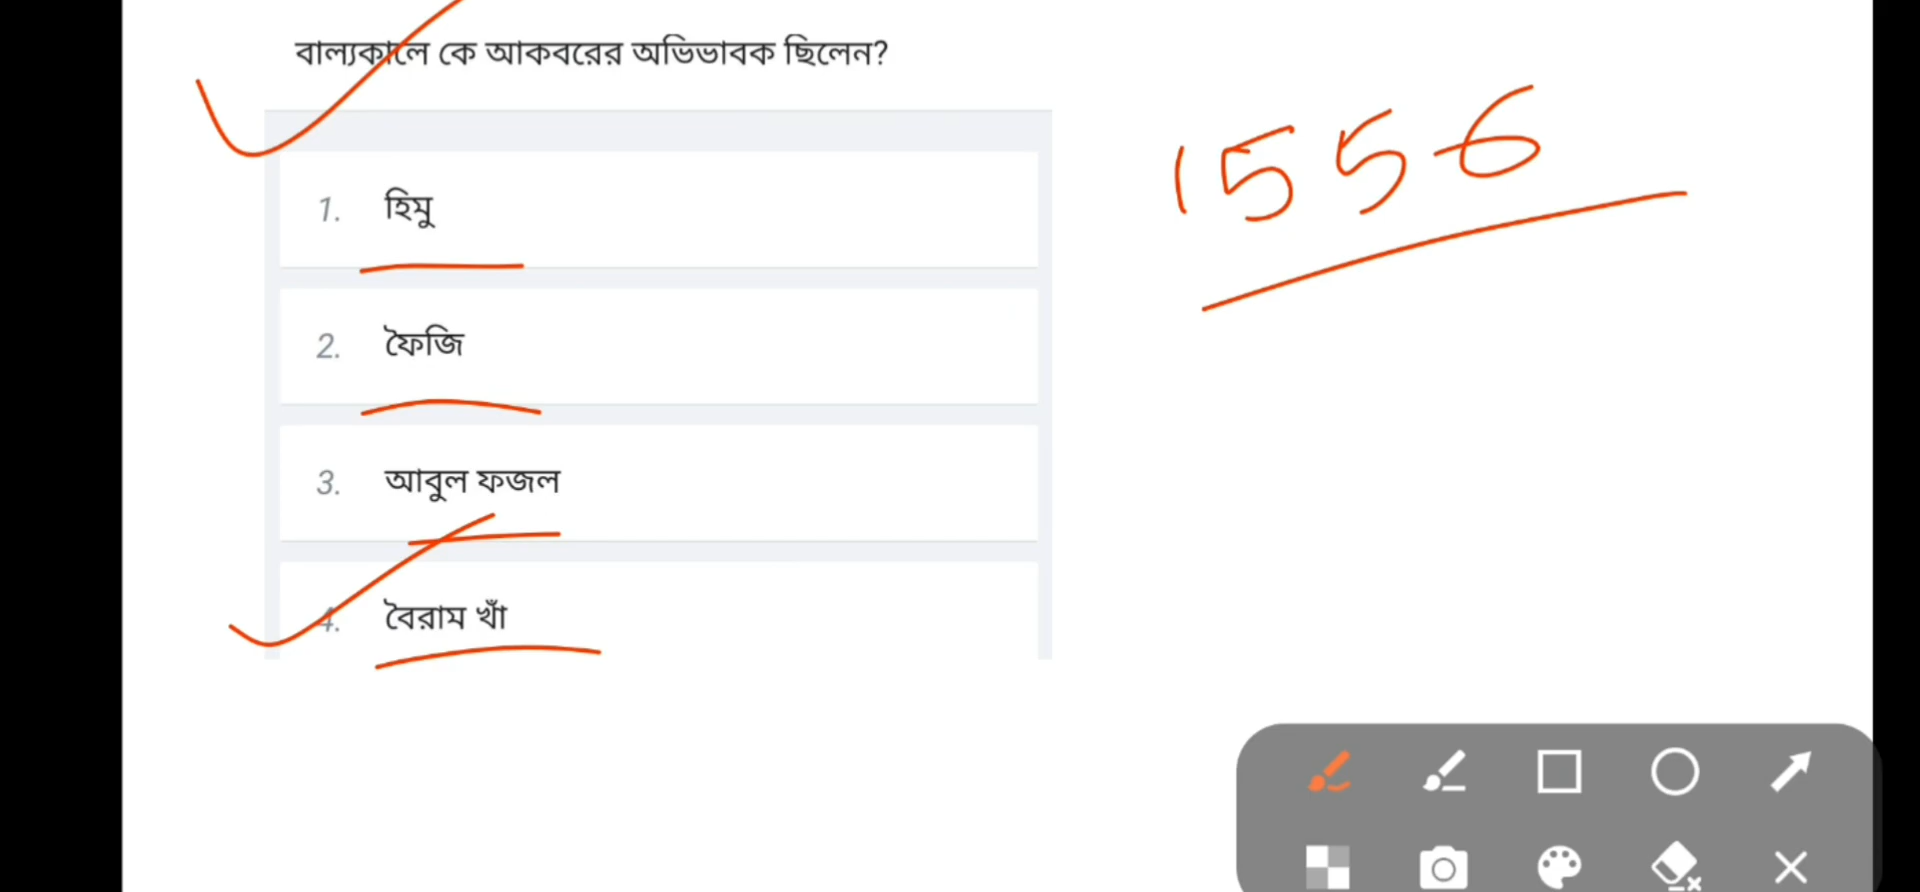 বাল্যকালে কে আকবরের অভিভাবক ছিলেন?
1. হিমু
2. ফৈজি
3. আবুল ফজল
4. বৈরাম খাঁ
1556